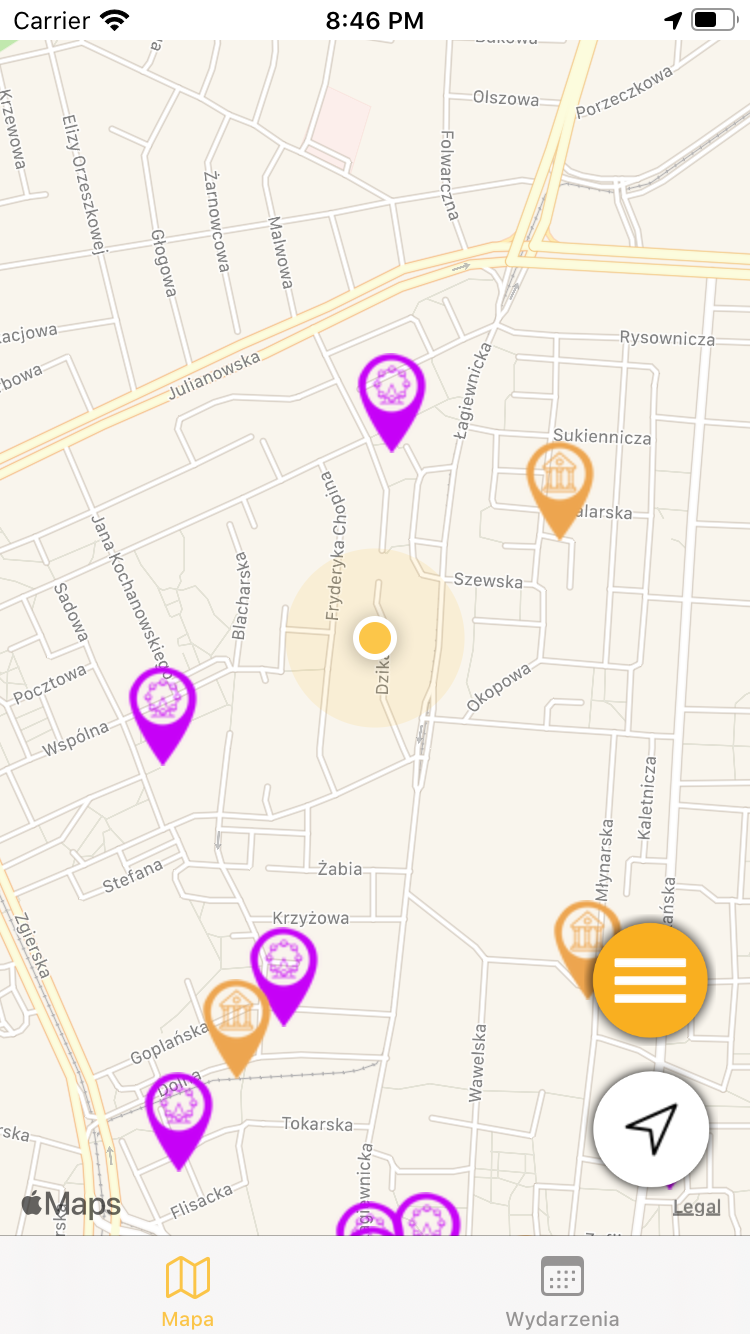 Carrier
8:46 PM
Olszowa
Porzeczkowa
Krzewowa
Elizy Orzeszkowej
Folwarczna
Żarnowcowa
Malwowa
Głogowa
acjowa
Rysownicza
bowa
Julianowska
Łagiewnicka
Sukiennicza
alarska
Fryderyka Chopina
Jana Kochanowskiego
Blacharska
Szewska
Sadowa
Pocztowa
Okopowa
Wspólna
Kaletnicza
Młynarska
Stefana
Żabia
Krzyżowa
Zgierska
Goplańska
Wawelska
Dolna
Tokarska
Flisacka
Maps
Legal
Mapa
Wydarzenia